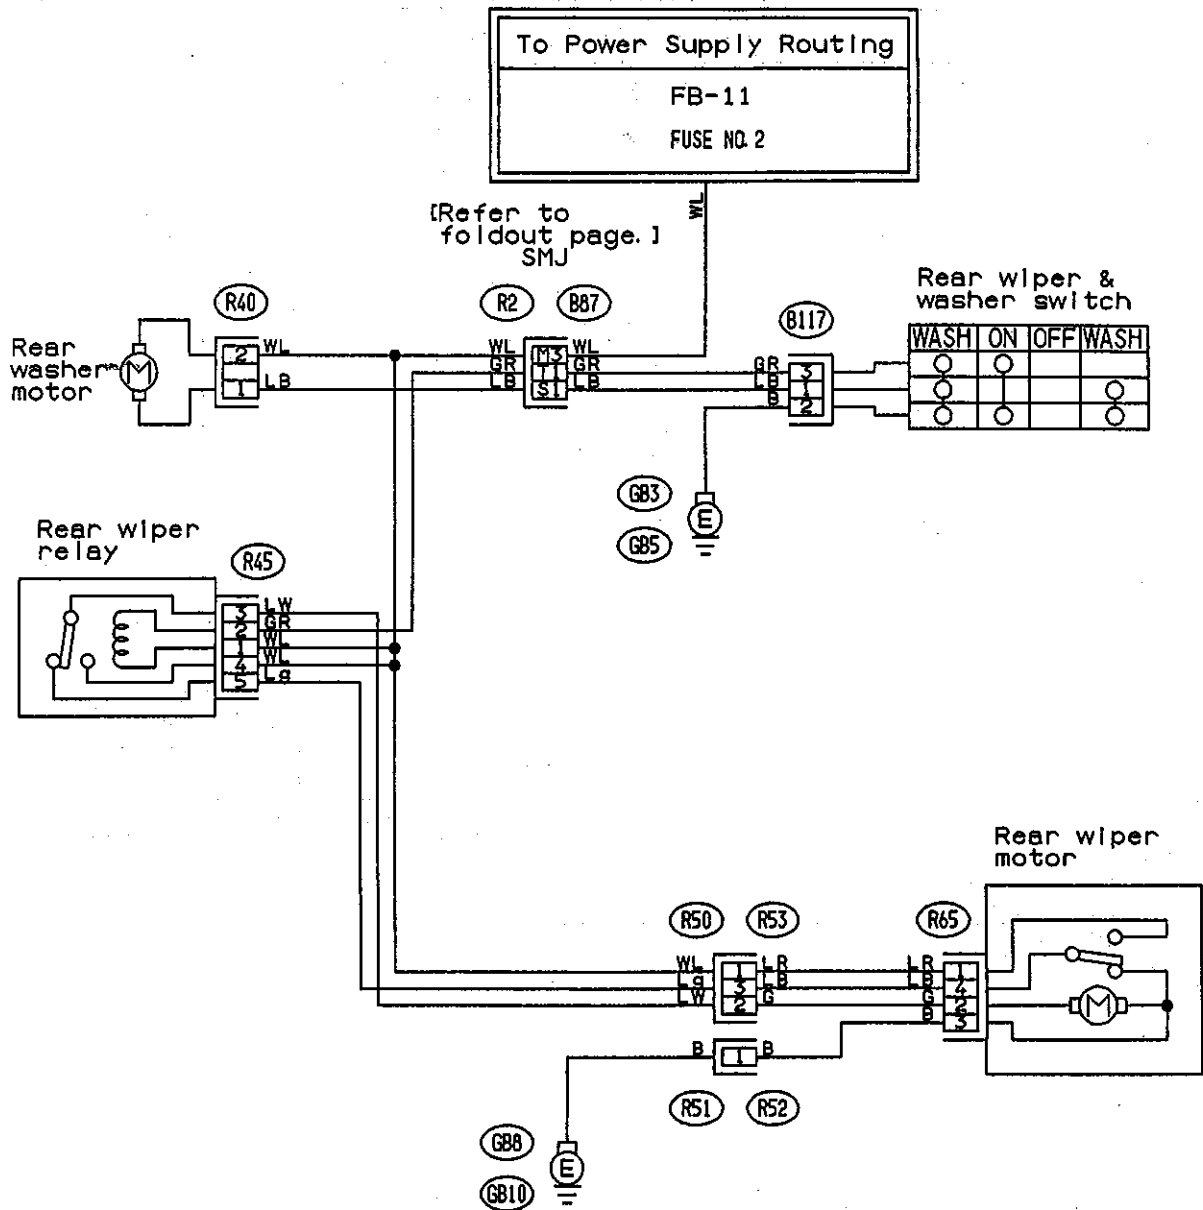 To Power Supply Routing
FB-11
FUSE NO. 2
WL
[Refer to
foldout page.]
SMJ
R40
R2
B87
B117
Rear wiper &
washer switch
WASH ON OFF WASH
Rear
washer
motor
M
2 WL
1 LB
WL M3 WL
GR T1 GR
LB S1 LB
GR 3
LB 1
B 2
GB3
E
GB5
Rear wiper
relay
R45
3 LW
2 GR
1 WL
4 WL
5 Lg
Rear wiper
motor
R50
R53
R65
WL 1 LR
Lg 3 LB
LW 2 G
LR 1
LB 4
G 2
B 3
M
B 1 B
R51
R52
GB8
E
GB10